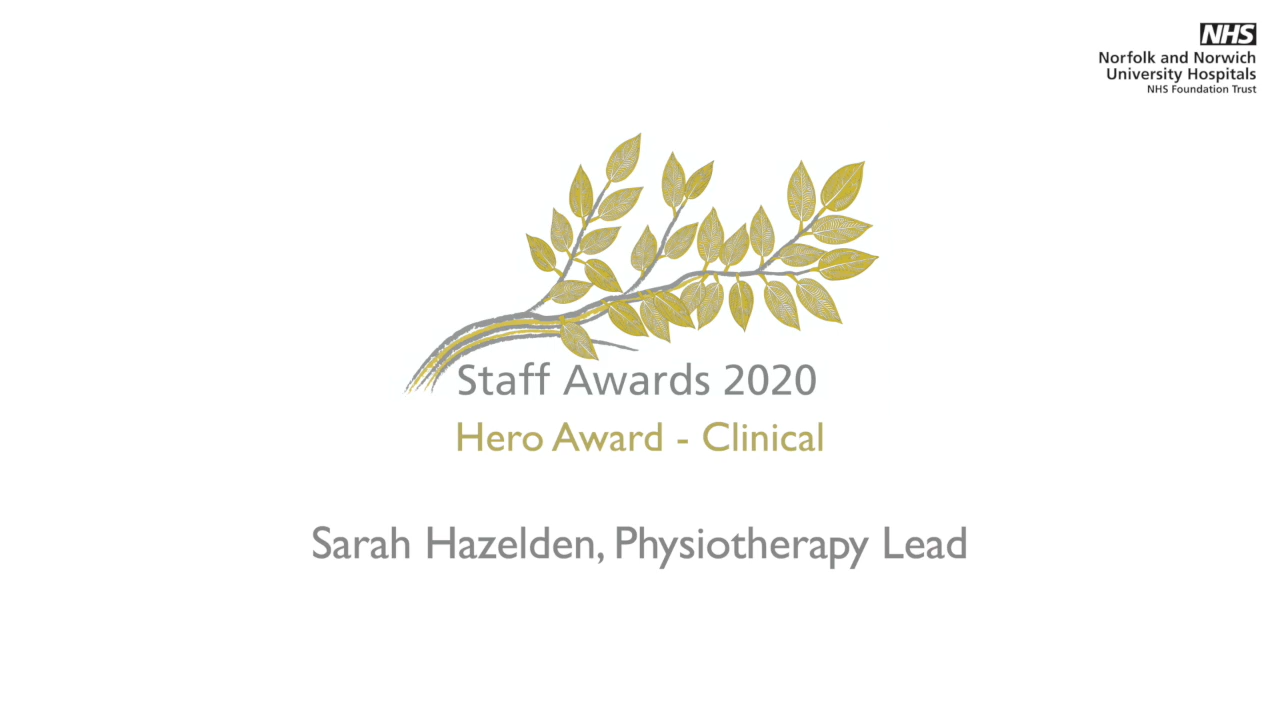 NHS
Norfolk and Norwich
University Hospitals
NHS Foundation Trust
Staff Awards 2020
Hero Award - Clinical
Sarah Hazelden, Physiotherapy Lead